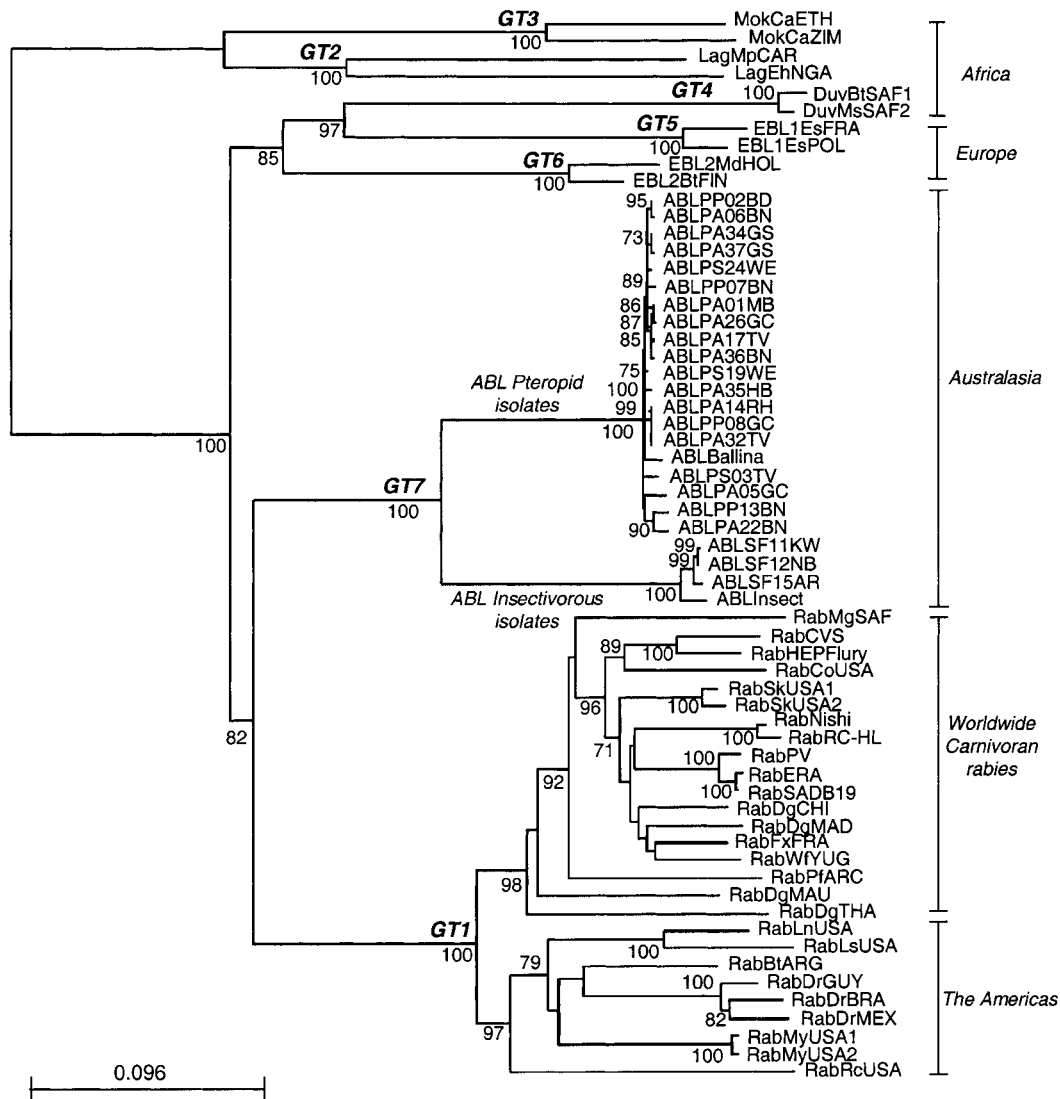 GT3
MokCaETH
100
MokCaZIM
GT2
LagMpCAR
100
LagEhNGA
Africa
GT4
100
DuvBtSAF1
DuvMsSAF2
97
GT5
EBL1EsFRA
100
EBL1EsPOL
85
GT6
EBL2MdHOL
100
EBL2BtFIN
Europe
95
ABLPP02BD
ABLPA06BN
73
ABLPA34GS
ABLPA37GS
ABLPS24WE
89
ABLPP07BN
86
ABLPA01MB
87
ABLPA26GC
85
ABLPA17TV
ABLPA36BN
75
ABLPS19WE
100
ABLPA35HB
99
ABLPA14RH
100
ABLPP08GC
ABLPA32TV
ABLBallina
ABLPS03TV
ABLPA05GC
ABLPP13BN
90
ABLPA22BN
ABL Pteropid
isolates
Australasia
100
GT7
100
99
ABLSF11KW
99
ABLSF12NB
ABLSF15AR
100
ABLInsect
ABL Insectivorous
isolates
RabMgSAF
RabCVS
89
100
RabHEPFlury
RabCoUSA
96
RabSkUSA1
100
RabSkUSA2
71
RabNishi
100
RabRC-HL
100
RabPV
RabERA
100
RabSADB19
RabDgCHI
RabDgMAD
RabFxFRA
RabWfYUG
92
RabPfARC
RabDgMAU
98
RabDgTHA
Worldwide
Carnivoran
rabies
82
GT1
100
RabLnUSA
100
RabLsUSA
79
RabBtARG
100
RabDrGUY
RabDrBRA
82
RabDrMEX
RabMyUSA1
100
RabMyUSA2
97
RabRcUSA
The Americas
0.096